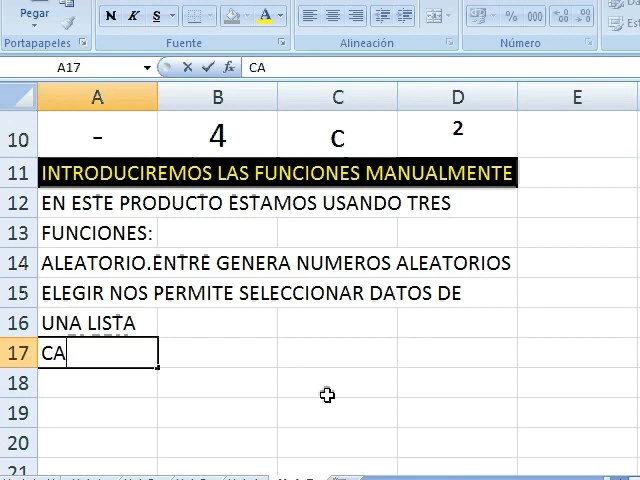 Pegar
N K S
A
% 000
Est
Portapapeles
Fuente
Alineación
Número
A17
fx
CA
A B C D E
10 - 4 c ²
11 INTRODUCIREMOS LAS FUNCIONES MANUALMENTE
12 EN ESTE PRODUCTO ESTAMOS USANDO TRES
13 FUNCIONES:
14 ALEATORIO.ENTRE GENERA NUMEROS ALEATORIOS
15 ELEGIR NOS PERMITE SELECCIONAR DATOS DE
16 UNA LISTA
17 CA
18
19
20
21